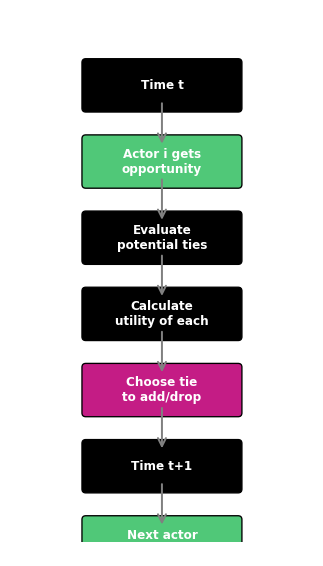 Time t
Actor i gets
opportunity
Evaluate
potential ties
Calculate
utility of each
Choose tie
to add/drop
Time t+1
Next actor